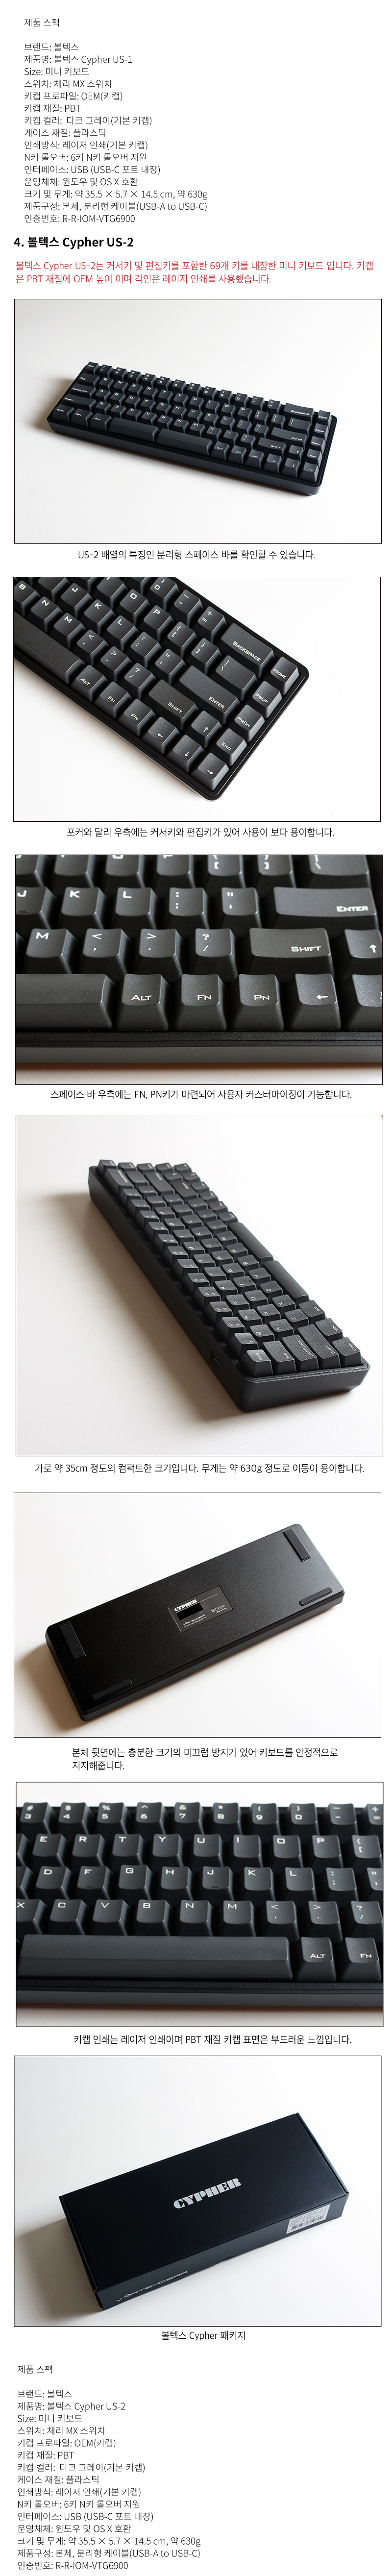 제품 스펙
브랜드: 볼텍스
제품명: 볼텍스 Cypher US-1
Size: 미니 키보드
스위치: 체리 MX 스위치
키캡 프로파일: OEM(키캡)
키캡 재질: PBT
키캡 컬러: 다크 그레이(기본 키캡)
케이스 재질: 플라스틱
인쇄방식: 레이저 인쇄(기본 키캡)
N키 롤오버: 6키 N키 롤오버 지원
인터페이스: USB (USB-C 포트 내장)
운영체체: 윈도우 및 OS X 호환
크기 및 무게: 약 35.5 × 5.7 × 14.5 cm, 약 630g
제품구성: 본체, 분리형 케이블(USB-A to USB-C)
인증번호: R-R-IOM-VTG6900
4. 볼텍스 Cypher US-2
볼텍스 Cypher US-2는 커서키 및 편집키를 포함한 69개 키를 내장한 미니 키보드 입니다. 키캡
은 PBT 재질에 OEM 높이 이며 각인은 레이저 인쇄를 사용했습니다.
US-2 배열의 특징인 분리형 스페이스 바를 확인할 수 있습니다.
BACKSPACE HOME
PGUP
ENTER PGDN
SHIFT ↑ END
ALT FN PN ← ↓ →
포커와 달리 우측에는 커서키와 편집키가 있어 사용이 보다 용이합니다.
J K L : ; " ' ENTER
M < , > . ? / SHIFT ↑
ALT FN PN ←
스페이스 바 우측에는 FN, PN키가 마련되어 사용자 커스터마이징이 가능합니다.
가로 약 35cm 정도의 컴팩트한 크기입니다. 무게는 약 630g 정도로 이동이 용이합니다.
CYPHER
본체 뒷면에는 충분한 크기의 미끄럼 방지가 있어 키보드를 안정적으로
지지해줍니다.
# 3 $ 4 % 5 ^ 6 & 7 * 8 ( 9 ) 0 _ - + =
E R T Y U I O P { [
D F G H J K L : ;
X C V B N M < , > . ? /
ALT FN
키캡 인쇄는 레이저 인쇄이며 PBT 재질 키캡 표면은 부드러운 느낌입니다.
CYPHER
VORTEXGEAR
볼텍스 Cypher 패키지
제품 스펙
브랜드: 볼텍스
제품명: 볼텍스 Cypher US-2
Size: 미니 키보드
스위치: 체리 MX 스위치
키캡 프로파일: OEM(키캡)
키캡 재질: PBT
키캡 컬러: 다크 그레이(기본 키캡)
케이스 재질: 플라스틱
인쇄방식: 레이저 인쇄(기본 키캡)
N키 롤오버: 6키 N키 롤오버 지원
인터페이스: USB (USB-C 포트 내장)
운영체제: 윈도우 및 OS X 호환
크기 및 무게: 약 35.5 × 5.7 × 14.5 cm, 약 630g
제품구성: 본체, 분리형 케이블(USB-A to USB-C)
인증번호: R-R-IOM-VTG6900